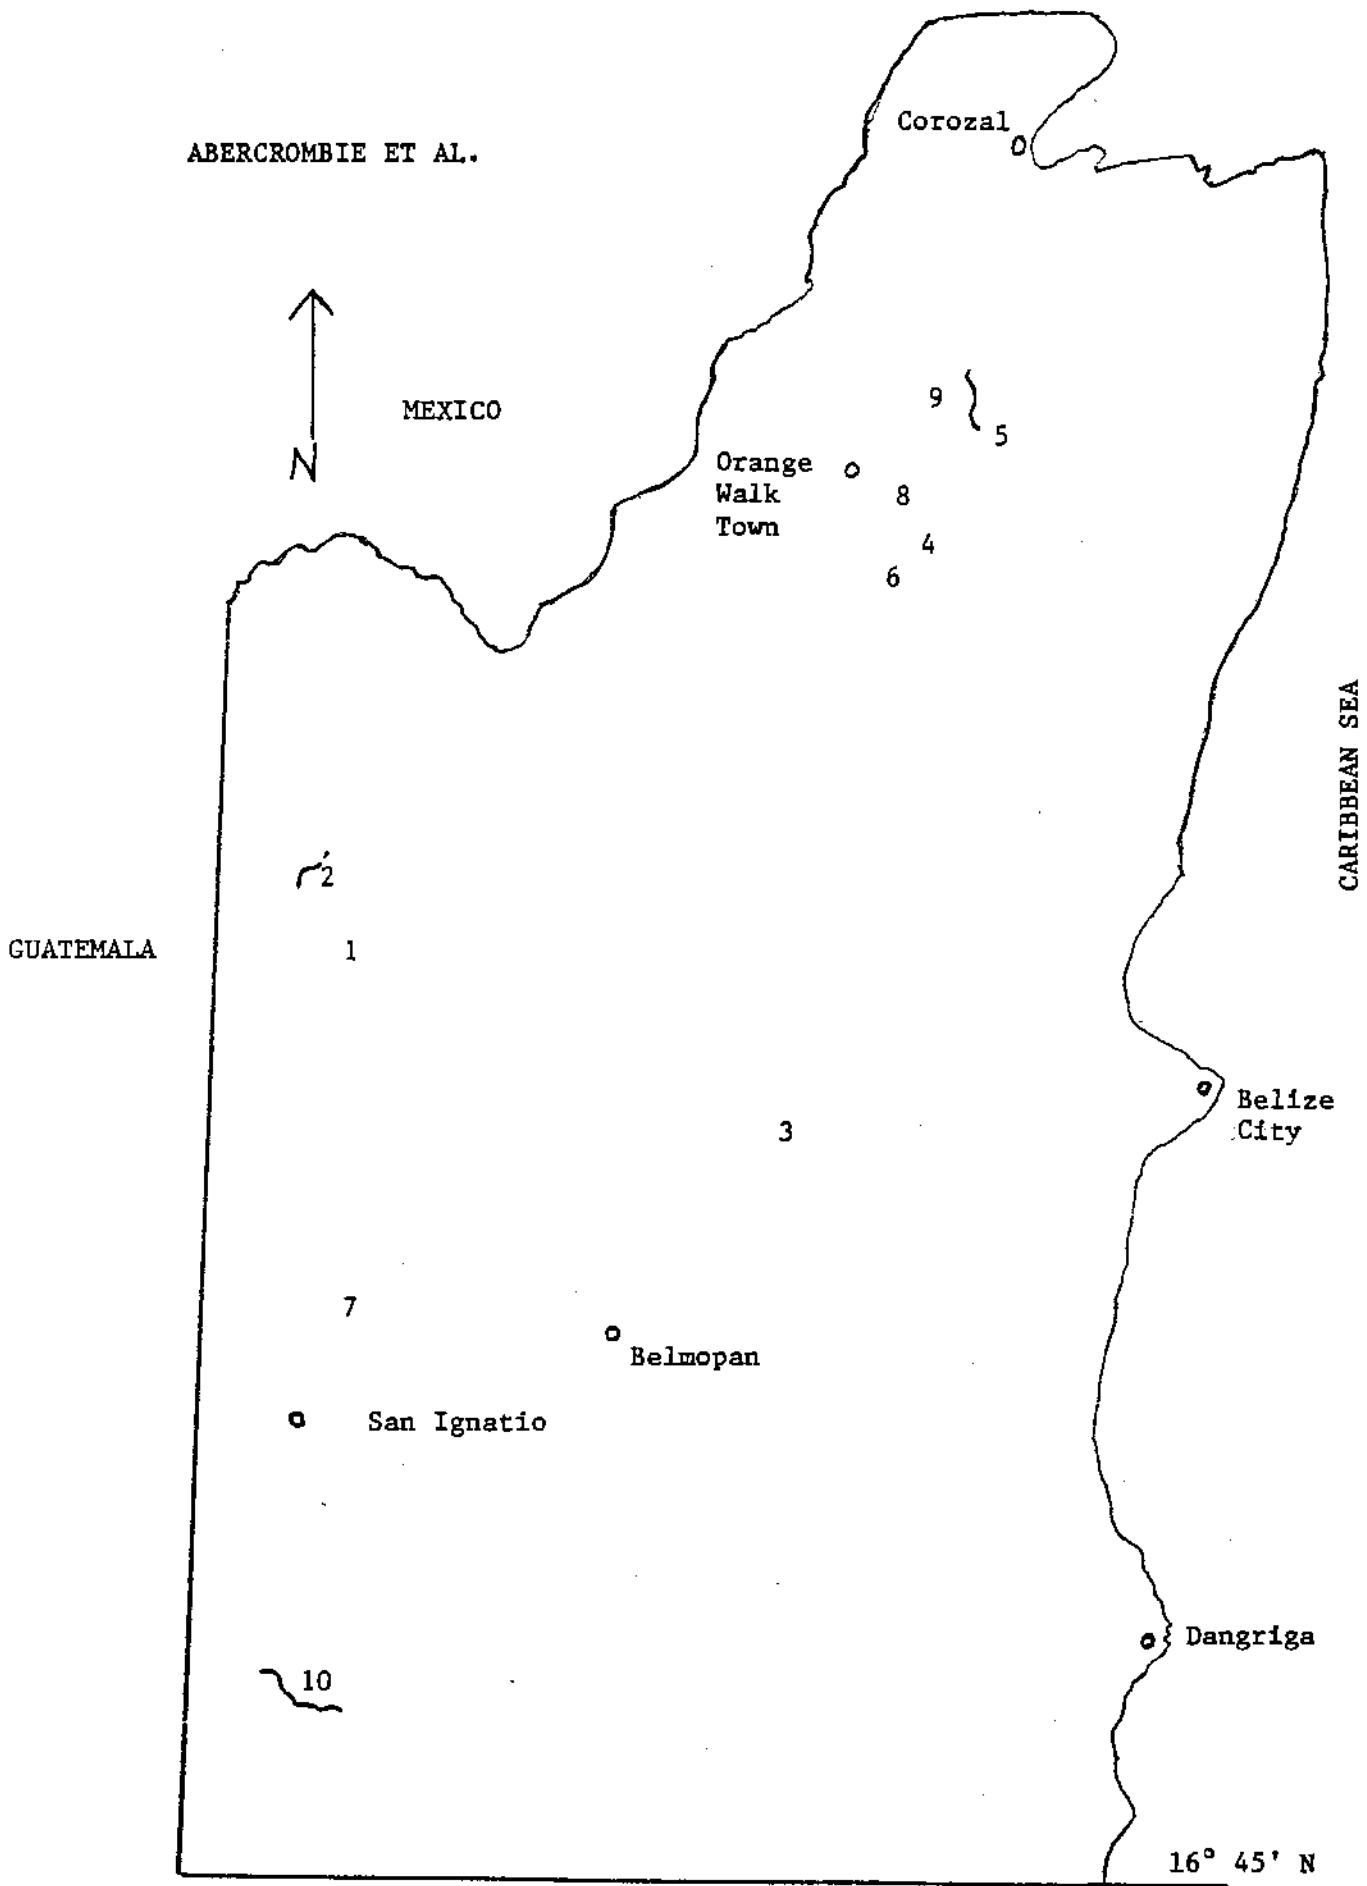 Corozal
ABERCROMBIE ET AL.
N
MEXICO
9
5
Orange
Walk
Town
8
4
6
CARIBBEAN SEA
2
GUATEMALA
1
Belize
City
3
7
Belmopan
San Ignatio
Dangriga
10
16° 45' N